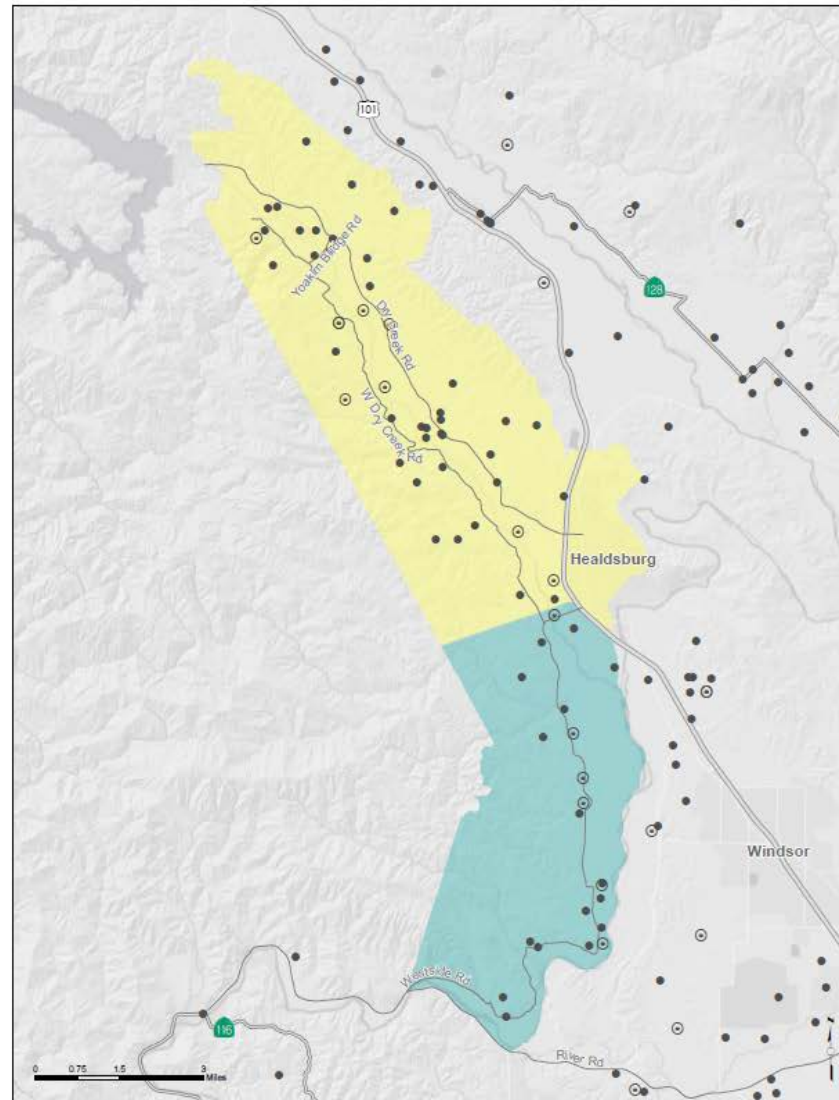 101
128
Yoakim Bridge Rd
Dry Creek Rd
W Dry Creek Rd
Healdsburg
Windsor
Westside Rd
116
River Rd
0 0.75 1.5 3
Miles